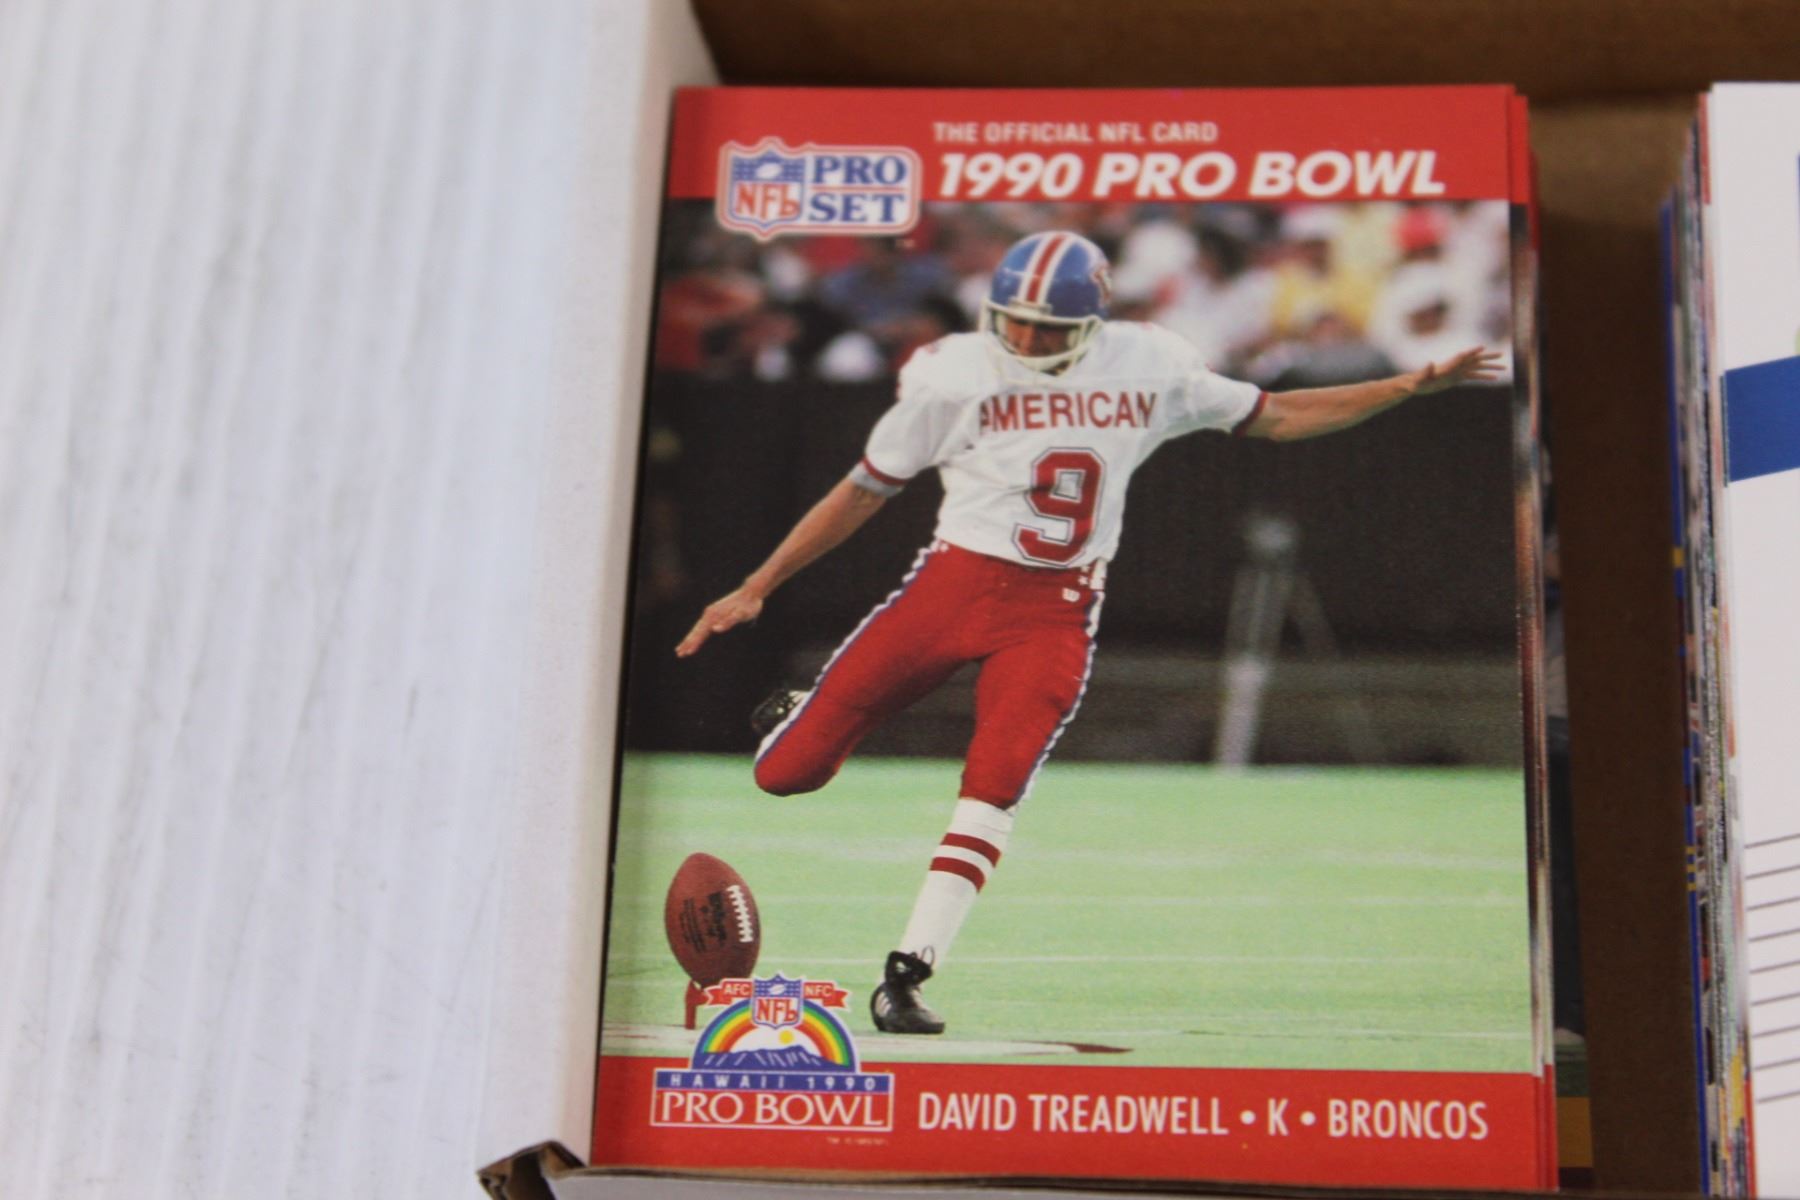 THE OFFICIAL NFL CARD
1990 PRO BOWL
NFL PRO SET
AMERICAN
9
AFC NFC
NFL
HAWAII 1990
PRO BOWL
DAVID TREADWELL • K • BRONCOS